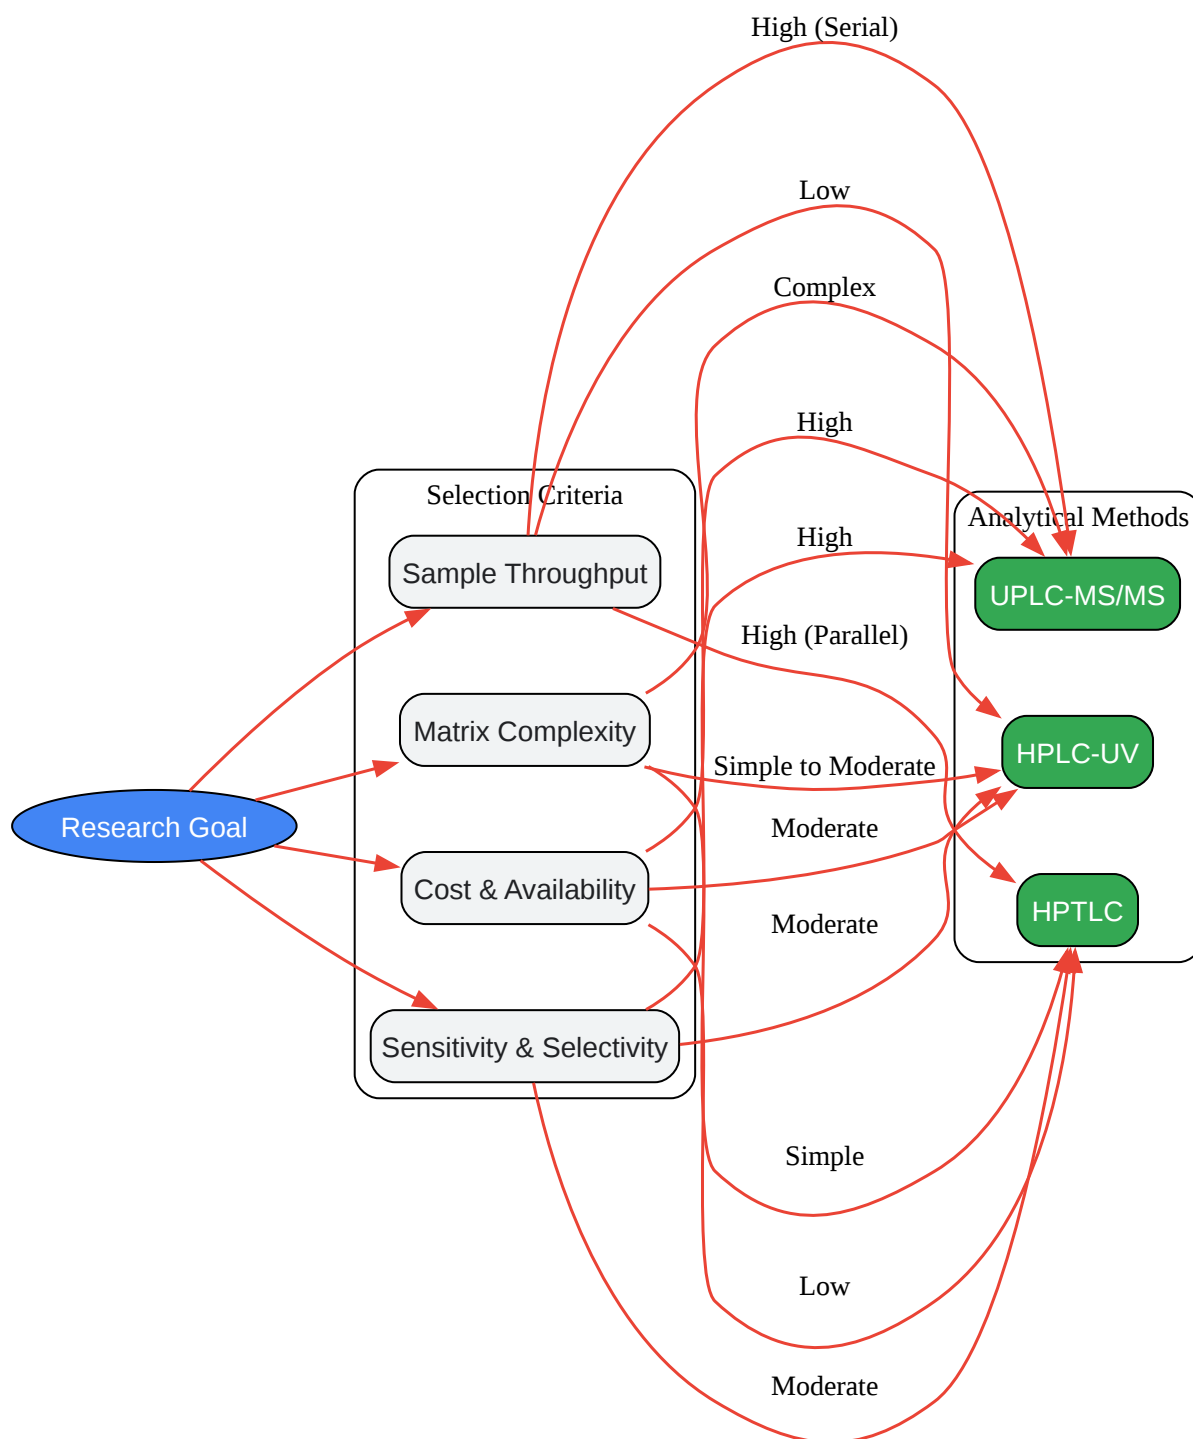 High (Serial)
Low
Complex
High
Selection Criteria
Analytical Methods
High
Sample Throughput
UPLC-MS/MS
High (Parallel)
Matrix Complexity
Simple to Moderate
HPLC-UV
Research Goal
Moderate
Cost & Availability
HPTLC
Moderate
Sensitivity & Selectivity
Simple
Low
Moderate